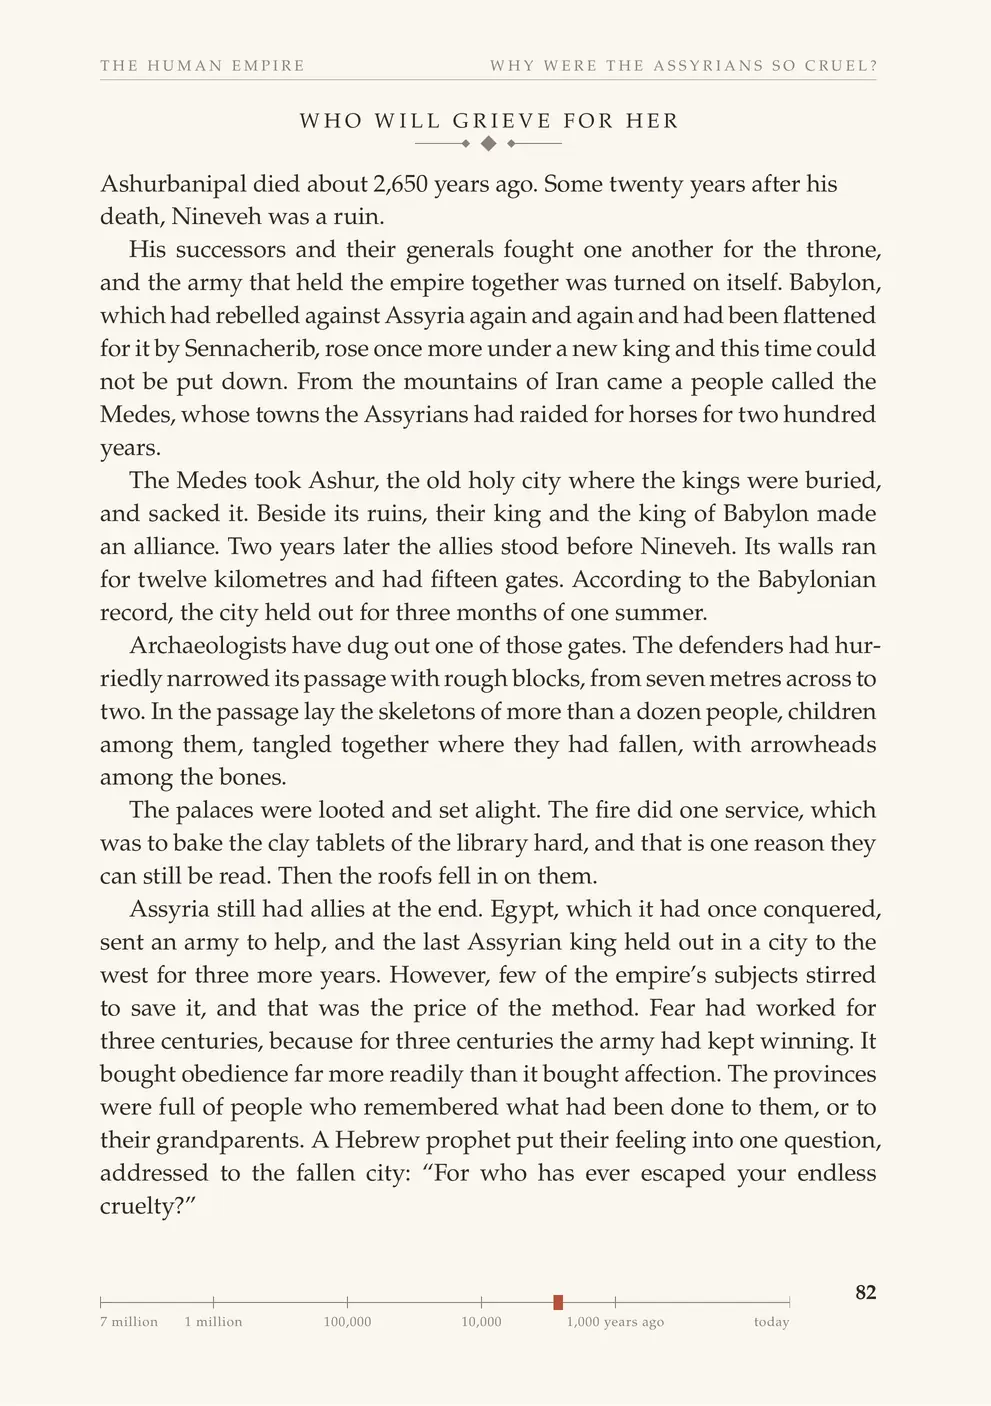 THE HUMAN EMPIRE
WHY WERE THE ASSYRIANS SO CRUEL?
WHO WILL GRIEVE FOR HER
Ashurbanipal died about 2,650 years ago. Some twenty years after his
death, Nineveh was a ruin.
His successors and their generals fought one another for the throne,
and the army that held the empire together was turned on itself. Babylon,
which had rebelled against Assyria again and again and had been flattened
for it by Sennacherib, rose once more under a new king and this time could
not be put down. From the mountains of Iran came a people called the
Medes, whose towns the Assyrians had raided for horses for two hundred
years.
The Medes took Ashur, the old holy city where the kings were buried,
and sacked it. Beside its ruins, their king and the king of Babylon made
an alliance. Two years later the allies stood before Nineveh. Its walls ran
for twelve kilometres and had fifteen gates. According to the Babylonian
record, the city held out for three months of one summer.
Archaeologists have dug out one of those gates. The defenders had hur-
riedly narrowed its passage with rough blocks, from seven metres across to
two. In the passage lay the skeletons of more than a dozen people, children
among them, tangled together where they had fallen, with arrowheads
among the bones.
The palaces were looted and set alight. The fire did one service, which
was to bake the clay tablets of the library hard, and that is one reason they
can still be read. Then the roofs fell in on them.
Assyria still had allies at the end. Egypt, which it had once conquered,
sent an army to help, and the last Assyrian king held out in a city to the
west for three more years. However, few of the empire’s subjects stirred
to save it, and that was the price of the method. Fear had worked for
three centuries, because for three centuries the army had kept winning. It
bought obedience far more readily than it bought affection. The provinces
were full of people who remembered what had been done to them, or to
their grandparents. A Hebrew prophet put their feeling into one question,
addressed to the fallen city: “For who has ever escaped your endless
cruelty?”
82
7 million 1 million 100,000 10,000 1,000 years ago today